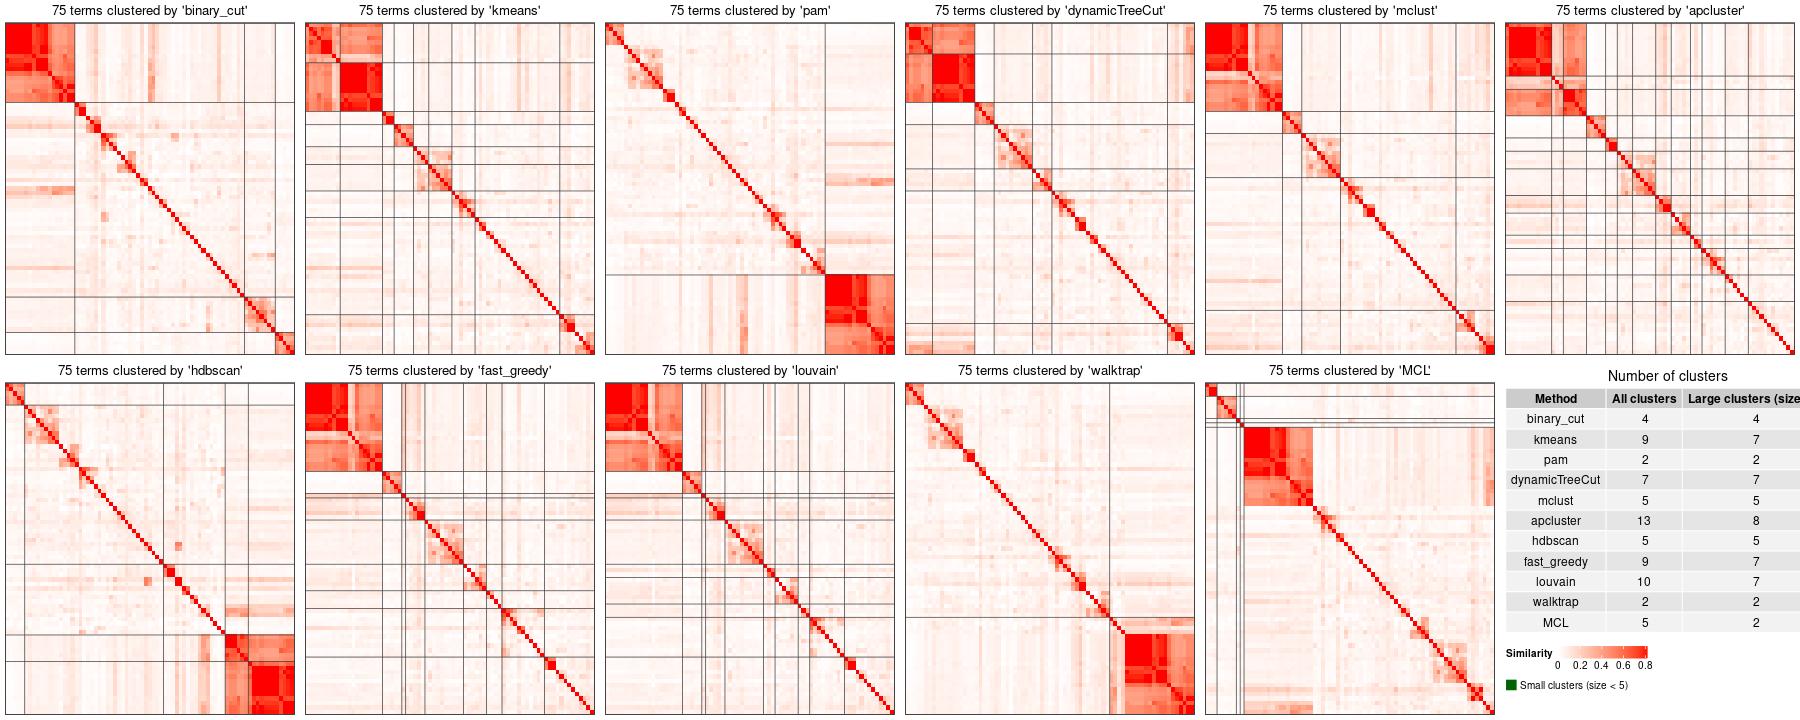 75 terms clustered by 'binary_cut'
75 terms clustered by 'kmeans'
75 terms clustered by 'pam'
75 terms clustered by 'dynamicTreeCut'
75 terms clustered by 'mclust'
75 terms clustered by 'apcluster'
75 terms clustered by 'hdbscan'
75 terms clustered by 'fast_greedy'
75 terms clustered by 'louvain'
75 terms clustered by 'walktrap'
75 terms clustered by 'MCL'
Number of clusters
Method All clusters Large clusters (size
binary_cut 4 4
kmeans 9 7
pam 2 2
dynamicTreeCut 7 7
mclust 5 5
apcluster 13 8
hdbscan 5 5
fast_greedy 9 7
louvain 10 7
walktrap 2 2
MCL 5 2
Similarity
0 0.2 0.4 0.6 0.8
Small clusters (size < 5)